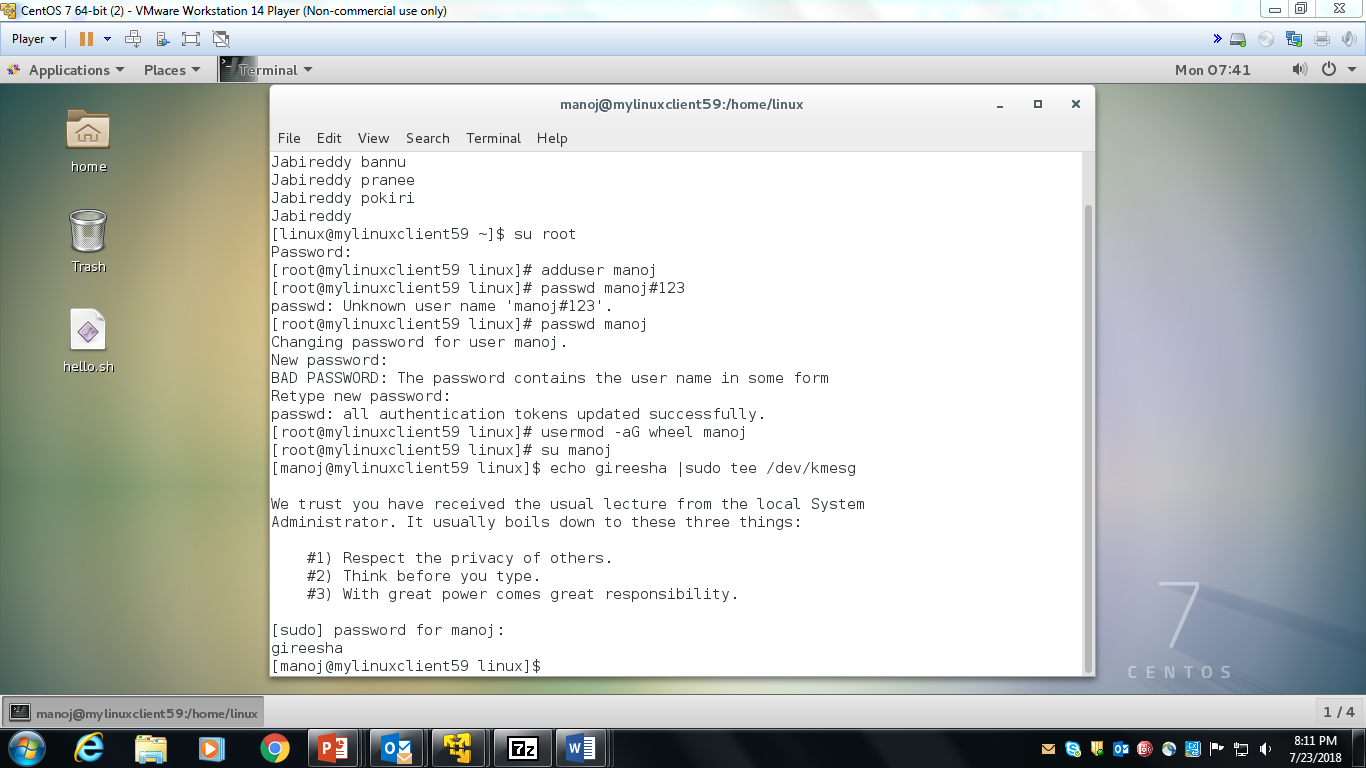 CentOS 7 64-bit (2) - VMware Workstation 14 Player (Non-commercial use only)
Player
Applications Places Terminal Mon 07:41
manoj@mylinuxclient59:/home/linux
File Edit View Search Terminal Help
home
Trash
hello.sh
Jabireddy bannu
Jabireddy pranee
Jabireddy pokiri
Jabireddy
[linux@mylinuxclient59 ~]$ su root
Password:
[root@mylinuxclient59 linux]# adduser manoj
[root@mylinuxclient59 linux]# passwd manoj#123
passwd: Unknown user name 'manoj#123'.
[root@mylinuxclient59 linux]# passwd manoj
Changing password for user manoj.
New password:
BAD PASSWORD: The password contains the user name in some form
Retype new password:
passwd: all authentication tokens updated successfully.
[root@mylinuxclient59 linux]# usermod -aG wheel manoj
[root@mylinuxclient59 linux]# su manoj
[manoj@mylinuxclient59 linux]$ echo gireesha |sudo tee /dev/kmesg
We trust you have received the usual lecture from the local System
Administrator. It usually boils down to these three things:
#1) Respect the privacy of others.
#2) Think before you type.
#3) With great power comes great responsibility.
[sudo] password for manoj:
gireesha
[manoj@mylinuxclient59 linux]$
7
CENTOS
manoj@mylinuxclient59:/home/linux
1 / 4
7z
8:11 PM
7/23/2018